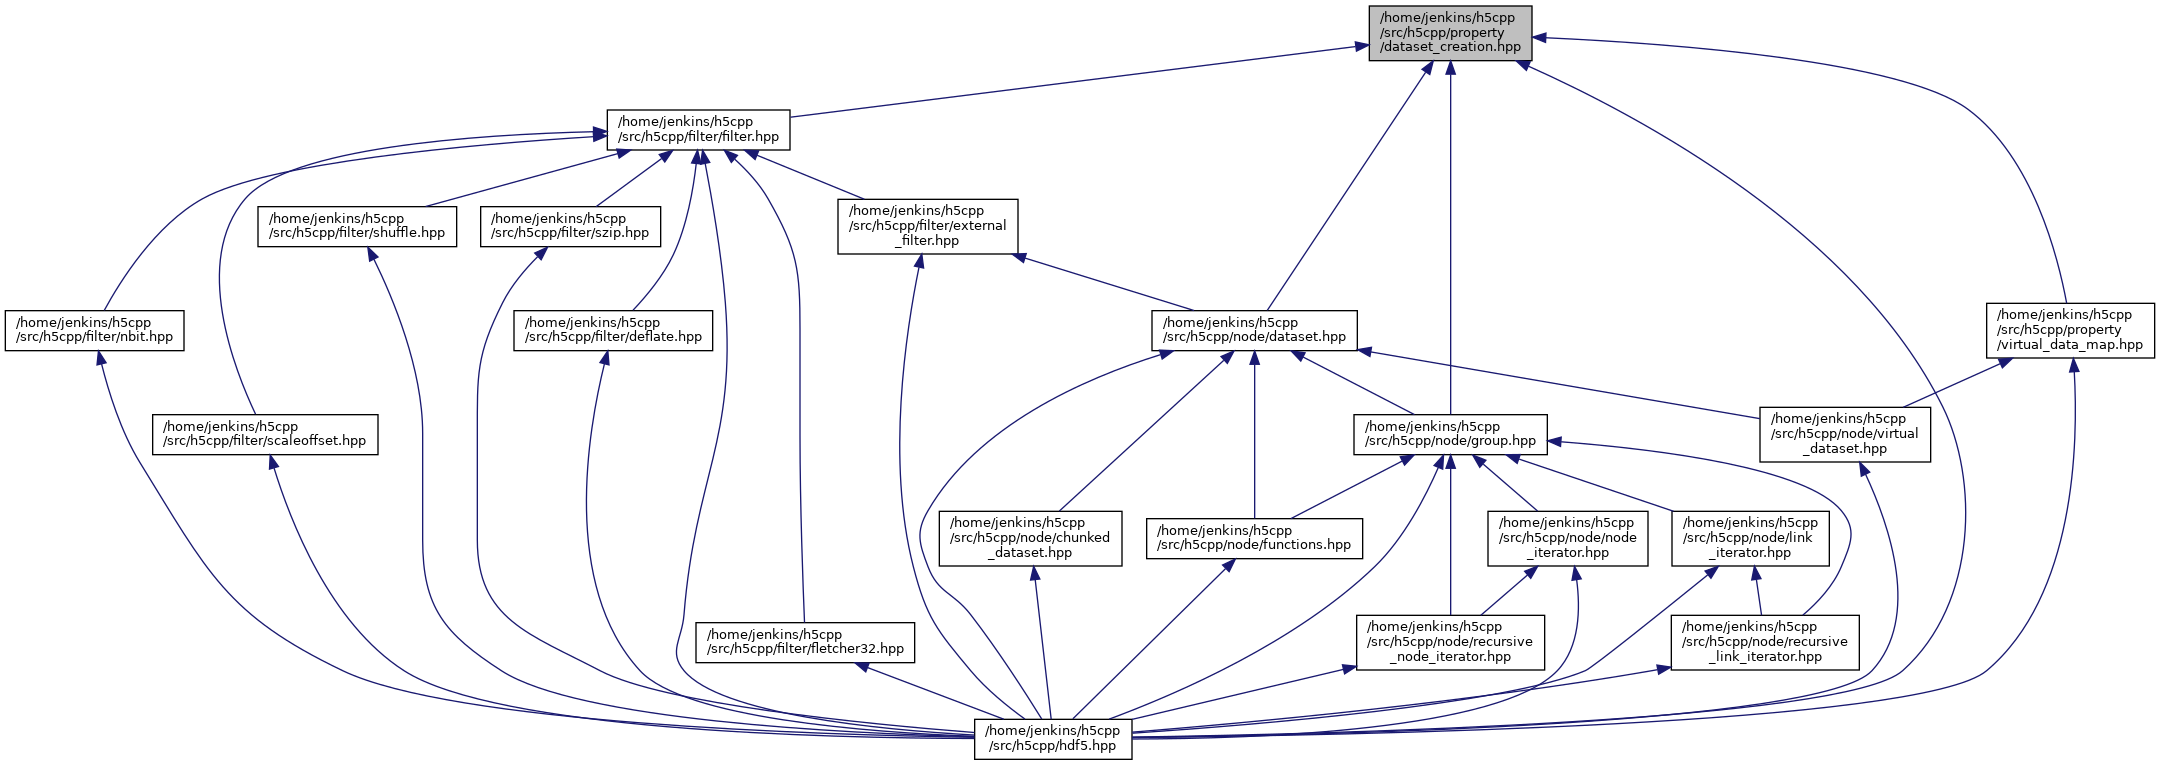 /home/jenkins/h5cpp
/src/h5cpp/property
/dataset_creation.hpp
/home/jenkins/h5cpp
/src/h5cpp/filter/filter.hpp
/home/jenkins/h5cpp
/src/h5cpp/filter/shuffle.hpp
/home/jenkins/h5cpp
/src/h5cpp/filter/szip.hpp
/home/jenkins/h5cpp
/src/h5cpp/filter/external
_filter.hpp
/home/jenkins/h5cpp
/src/h5cpp/filter/nbit.hpp
/home/jenkins/h5cpp
/src/h5cpp/filter/deflate.hpp
/home/jenkins/h5cpp
/src/h5cpp/node/dataset.hpp
/home/jenkins/h5cpp
/src/h5cpp/property
/virtual_data_map.hpp
/home/jenkins/h5cpp
/src/h5cpp/filter/scaleoffset.hpp
/home/jenkins/h5cpp
/src/h5cpp/node/group.hpp
/home/jenkins/h5cpp
/src/h5cpp/node/virtual
_dataset.hpp
/home/jenkins/h5cpp
/src/h5cpp/node/chunked
_dataset.hpp
/home/jenkins/h5cpp
/src/h5cpp/node/functions.hpp
/home/jenkins/h5cpp
/src/h5cpp/node/node
_iterator.hpp
/home/jenkins/h5cpp
/src/h5cpp/node/link
_iterator.hpp
/home/jenkins/h5cpp
/src/h5cpp/filter/fletcher32.hpp
/home/jenkins/h5cpp
/src/h5cpp/node/recursive
_node_iterator.hpp
/home/jenkins/h5cpp
/src/h5cpp/node/recursive
_link_iterator.hpp
/home/jenkins/h5cpp
/src/h5cpp/hdf5.hpp